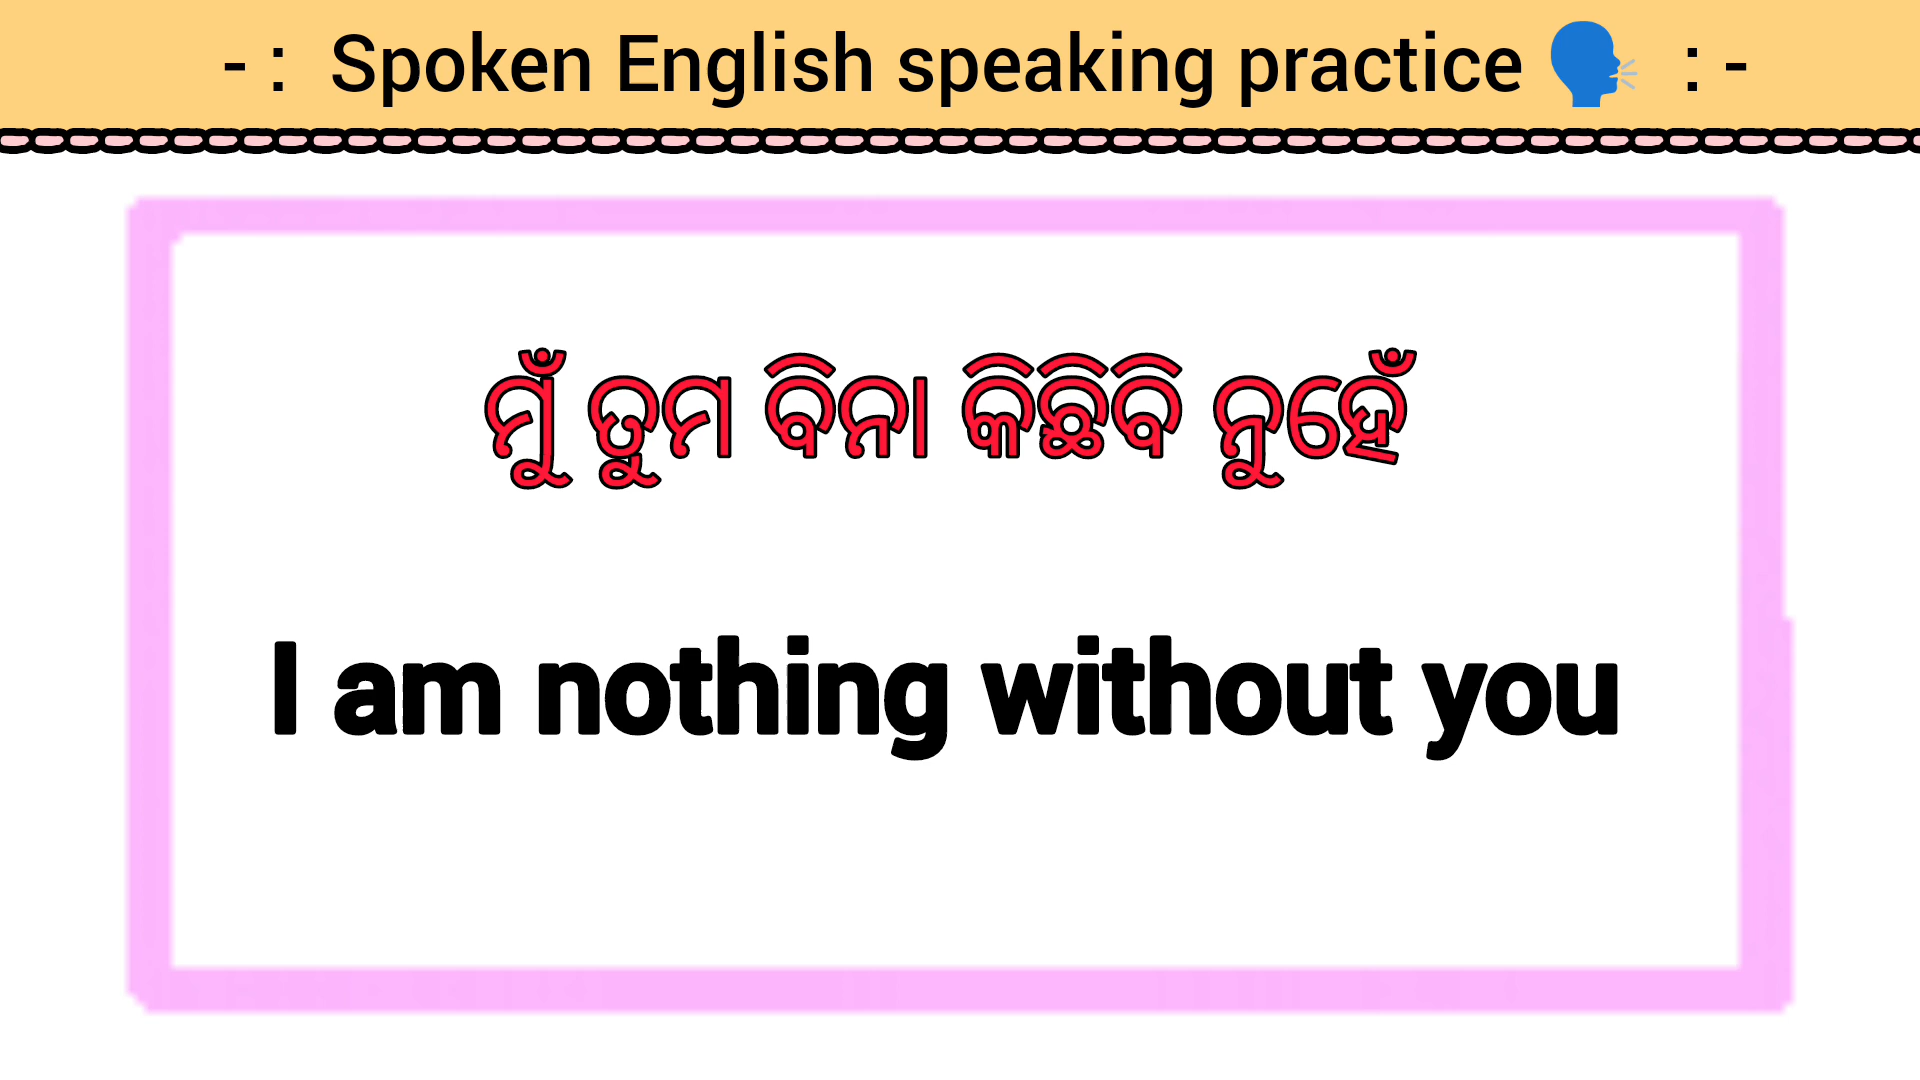 - : Spoken English speaking practice 🗣 : -
ମୁଁ ତୁମ ବିନା କିଛିବି ନୁହେଁ
I am nothing without you